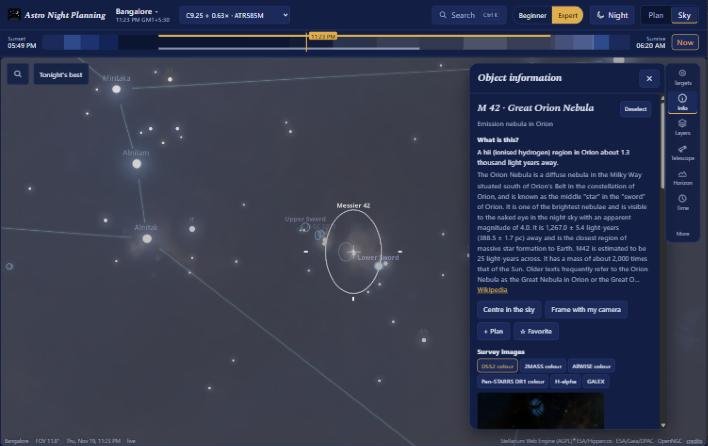 Astro Night Planning
Bangalore
11:23 PM GMT+5:30
C9.25 + 0.63× · ATR585M
Search Ctrl K
Beginner Expert
Night
Plan Sky
Sunset
05:49 PM
11:23 PM
Sunrise
06:20 AM
Now
Tonight's best
Mintaka
Alnilam
Alnitak
Upper Sword
Messier 42
Lower Sword
Object information
M 42 · Great Orion Nebula
Deselect
Emission nebula in Orion
What is this?
A hii (ionised hydrogen) region in Orion about 1.3
thousand light years away.
The Orion Nebula is a diffuse nebula in the Milky Way
situated south of Orion's Belt in the constellation of
Orion, and is known as the middle "star" in the "sword"
of Orion. It is one of the brightest nebulae and is visible
to the naked eye in the night sky with an apparent
magnitude of 4.0. It is 1,267.0 ± 5.4 light-years
(388.5 ± 1.7 pc) away and is the closest region of
massive star formation to Earth. M42 is estimated to be
25 light-years across. It has a mass of about 2,000 times
that of the Sun. Older texts frequently refer to the Orion
Nebula as the Great Nebula in Orion or the Great O...
Wikipedia
Centre in the sky
Frame with my camera
+ Plan
☆ Favorite
Survey images
DSS2 colour
2MASS colour
AllWISE colour
Pan-STARRS DR1 colour
H-alpha
GALEX
Targets
Info
Layers
Telescope
Horizon
Time
More
Bangalore FOV 11.8° Thu, Nov 19, 11:23 PM live
Stellarium Web Engine (AGPL) ESA/Hipparcos · ESA/Gaia/DPAC · OpenNGC credits